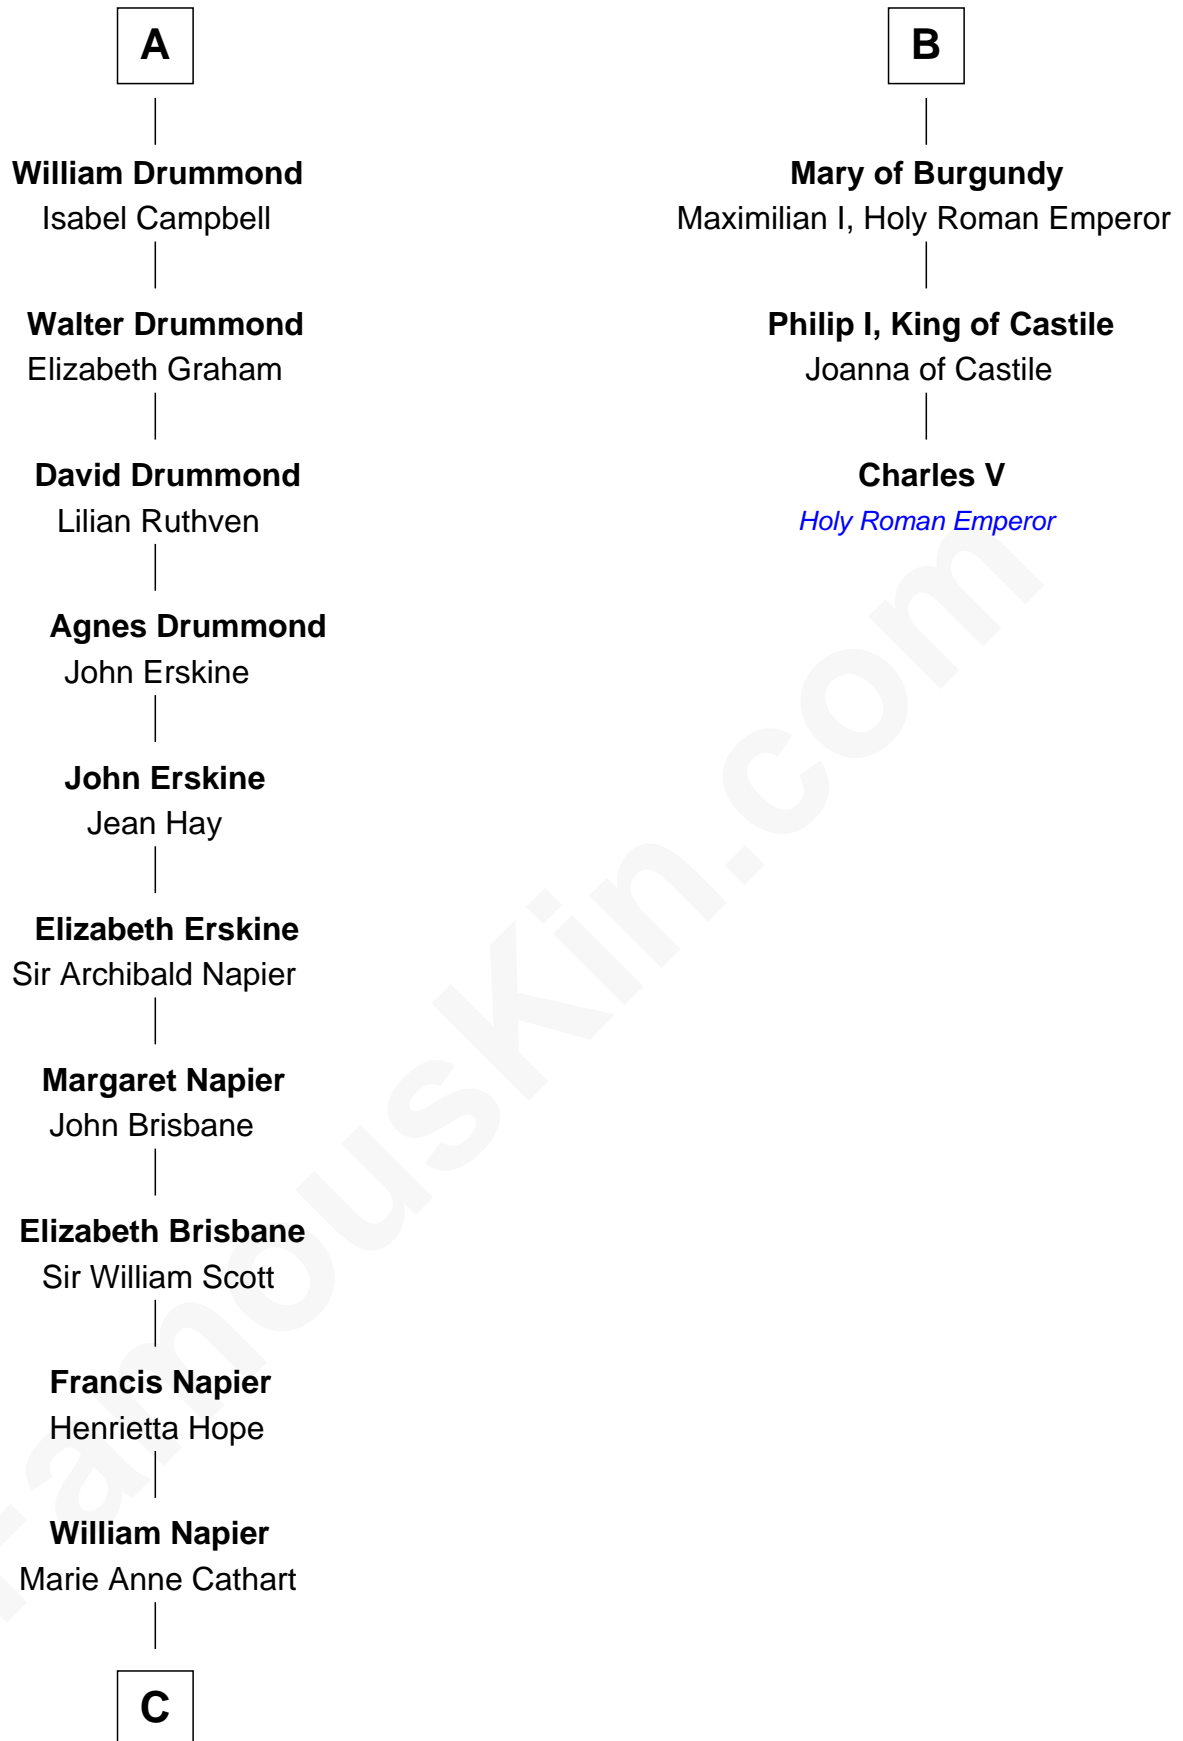 A
William Drummond
Isabel Campbell
Walter Drummond
Elizabeth Graham
David Drummond
Lilian Ruthven
Agnes Drummond
John Erskine
John Erskine
Jean Hay
Elizabeth Erskine
Sir Archibald Napier
Margaret Napier
John Brisbane
Elizabeth Brisbane
Sir William Scott
Francis Napier
Henrietta Hope
William Napier
Marie Anne Cathart
C
B
Mary of Burgundy
Maximilian I, Holy Roman Emperor
Philip I, King of Castile
Joanna of Castile
Charles V
Holy Roman Emperor
FamousKin.com